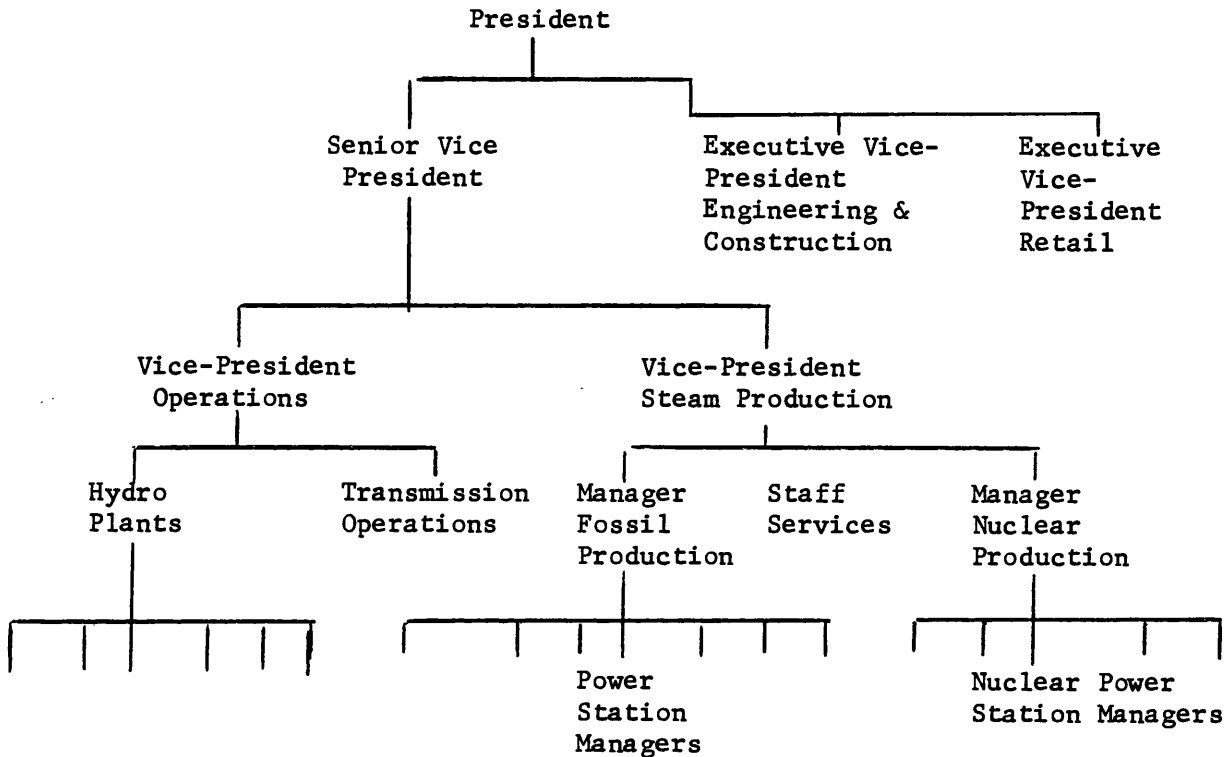 President
Senior Vice
President
Executive Vice-
President
Engineering &
Construction
Executive
Vice-
President
Retail
Vice-President
Operations
Vice-President
Steam Production
Hydro
Plants
Transmission
Operations
Manager
Fossil
Production
Staff
Services
Manager
Nuclear
Production
Power
Station
Managers
Nuclear Power
Station Managers